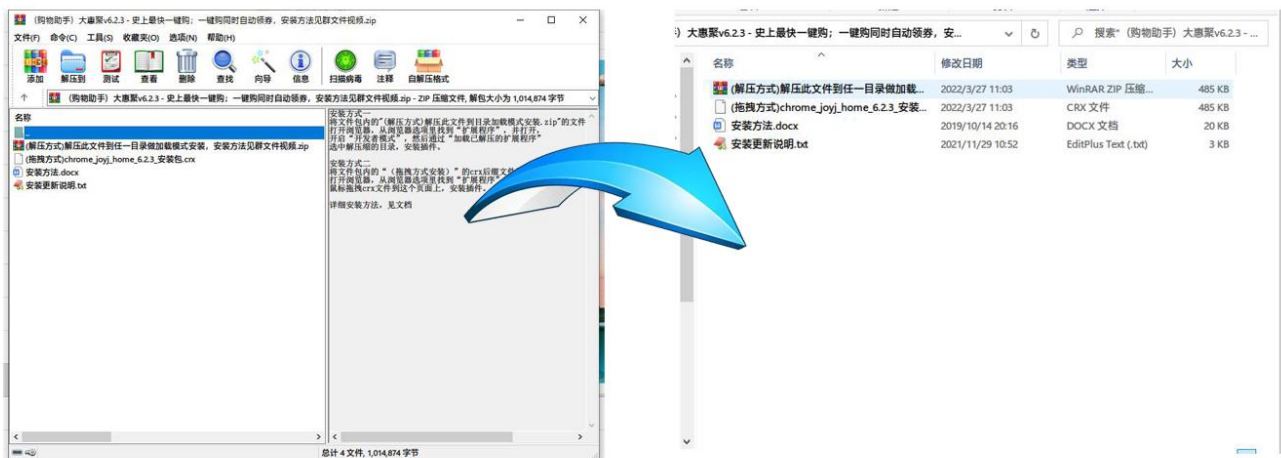 (购物助手) 大惠聚v6.2.3 - 史上最快一键购；一键购同时自动领券，安装方法见群文件视频.zip
文件(F) 命令(C) 工具(S) 收藏夹(O) 选项(N) 帮助(H)
添加 解压到 测试 查看 删除 查找 向导 信息 扫描病毒 注释 自解压格式
(购物助手) 大惠聚v6.2.3 - 史上最快一键购；一键购同时自动领券，安装方法见群文件视频.zip - ZIP 压缩文件, 解包大小为 1,014,874 字节
名称
..
(解压方式)解压此文件到任一目录做加载模式安装，安装方法见群文件视频.zip
(拖拽方式)chrome_joyj_home_6.2.3_安装包.crx
安装方法.docx
安装更新说明.txt
安装方式一
将文件包内的"(解压方式)解压此文件到目录加载模式安装.zip"的文件
打开浏览器，从浏览器选项里找到“扩展程序”，并打开，
开启“开发者模式”，然后通过“加载已解压的扩展程序”
选中解压缩的目录，安装插件。
安装方式二
将文件包内的“（拖拽方式安装）”的crx后缀文
打开浏览器，从浏览器选项里找到“扩展程序”
鼠标拖拽crx文件到这个页面上，安装插件。
详细安装方法，见文档
总计 4 文件, 1,014,874 字节
手) 大惠聚v6.2.3 - 史上最快一键购；一键购同时自动领券，安...
搜索"(购物助手) 大惠聚v6.2.3 - ...
名称 修改日期 类型 大小
(解压方式)解压此文件到任一目录做加载... 2022/3/27 11:03 WinRAR ZIP 压缩... 485 KB
(拖拽方式)chrome_joyj_home_6.2.3_安装... 2022/3/27 11:03 CRX 文件 485 KB
安装方法.docx 2019/10/14 20:16 DOCX 文档 20 KB
安装更新说明.txt 2021/11/29 10:52 EditPlus Text (.txt) 3 KB